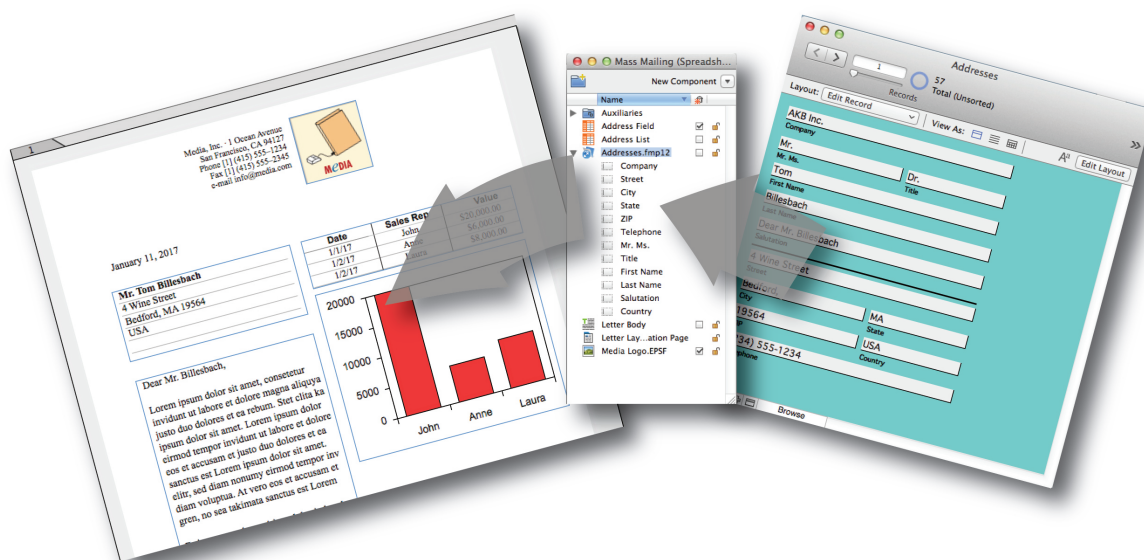 1
Media, Inc. · 1 Ocean Avenue
San Francisco, CA 94127
Phone [1] (415) 555–1234
Fax [1] (415) 555-2345
e-mail info@media.com
MeDIA
January 11, 2017
Mr. Tom Billesbach
4 Wine Street
Bedford, MA 19564
USA
Date Sales Rep Value
1/1/17 John $20,000.00
1/2/17 Anne $6,000.00
1/2/17 Laura $8,000.00
20000
15000
10000
5000
0
John Anne Laura
Dear Mr. Billesbach,
Lorem ipsum dolor sit amet, consetetur
invidunt ut labore et dolore magna aliquya
justo duo dolores et ea rebum. Stet clita ka
ipsum dolor sit amet. Lorem ipsum dolor
eirmod tempor invidunt ut labore et dolore
eos et accusam et justo duo dolores et ea
sanctus est Lorem ipsum dolor sit amet.
elitr, sed diam nonumy eirmod tempor inv
diam voluptua. At vero eos et accusam et
gren, no sea takimata sanctus est Lorem
Mass Mailing (Spreadsh...
New Component
Name
Auxiliaries
Address Field
Address List
Addresses.fmp12
Company
Street
City
State
ZIP
Telephone
Mr. Ms.
Title
First Name
Last Name
Salutation
Country
Letter Body
Letter Lay...ation Page
Media Logo.EPSF
Addresses
1
57
Total (Unsorted)
Records
Layout: Edit Record
View As:
Aª Edit Layout
AKB Inc.
Company
Mr.
Mr. Ms.
Dr.
Title
Tom
First Name
Billesbach
Last Name
Dear Mr. Billesbach
Salutation
4 Wine Street
Street
Bedford,
City
MA
State
19564
USA
Country
34) 555-1234
Browse